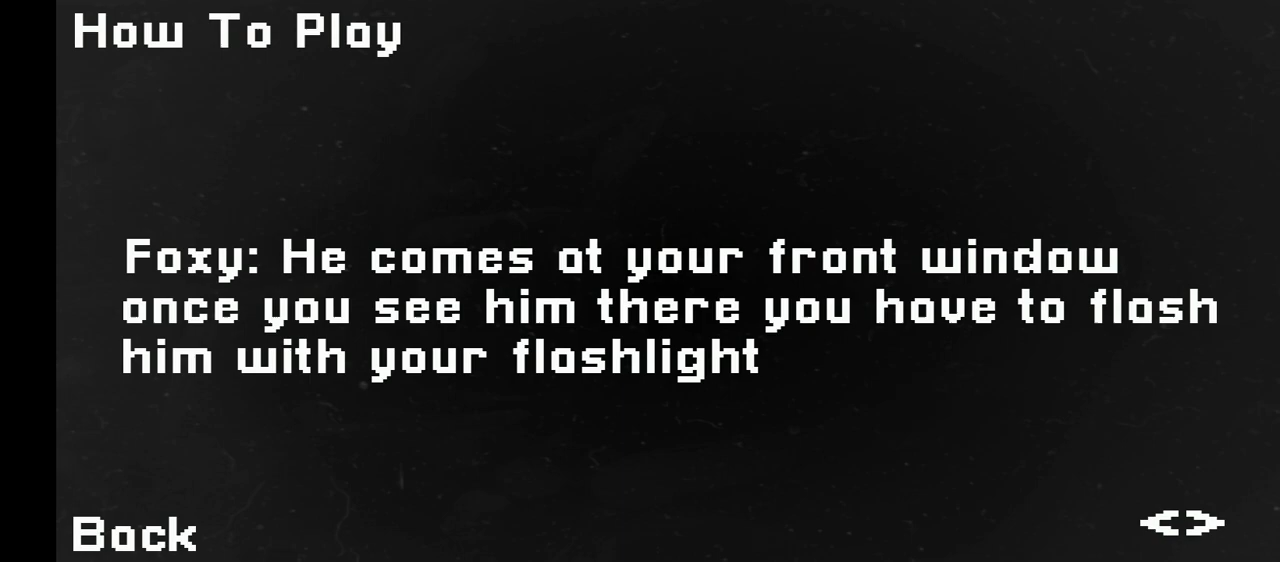 How To Play
Foxy: He comes at your front window
once you see him there you have to flash
him with your flashlight
Back
<>